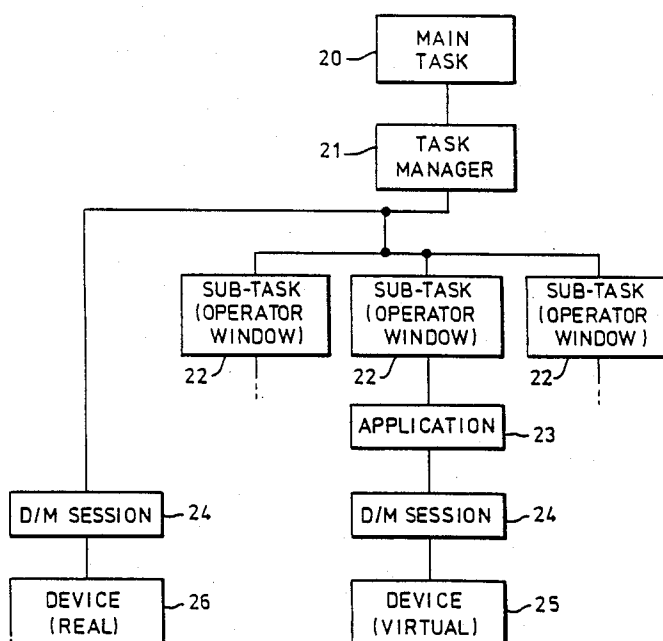 MAIN
TASK
20
TASK
MANAGER
21
SUB-TASK
(OPERATOR
WINDOW)
22
SUB-TASK
(OPERATOR
WINDOW)
22
SUB-TASK
(OPERATOR
WINDOW)
22
APPLICATION
23
D/M SESSION
24
D/M SESSION
24
DEVICE
(REAL)
26
DEVICE
(VIRTUAL)
25